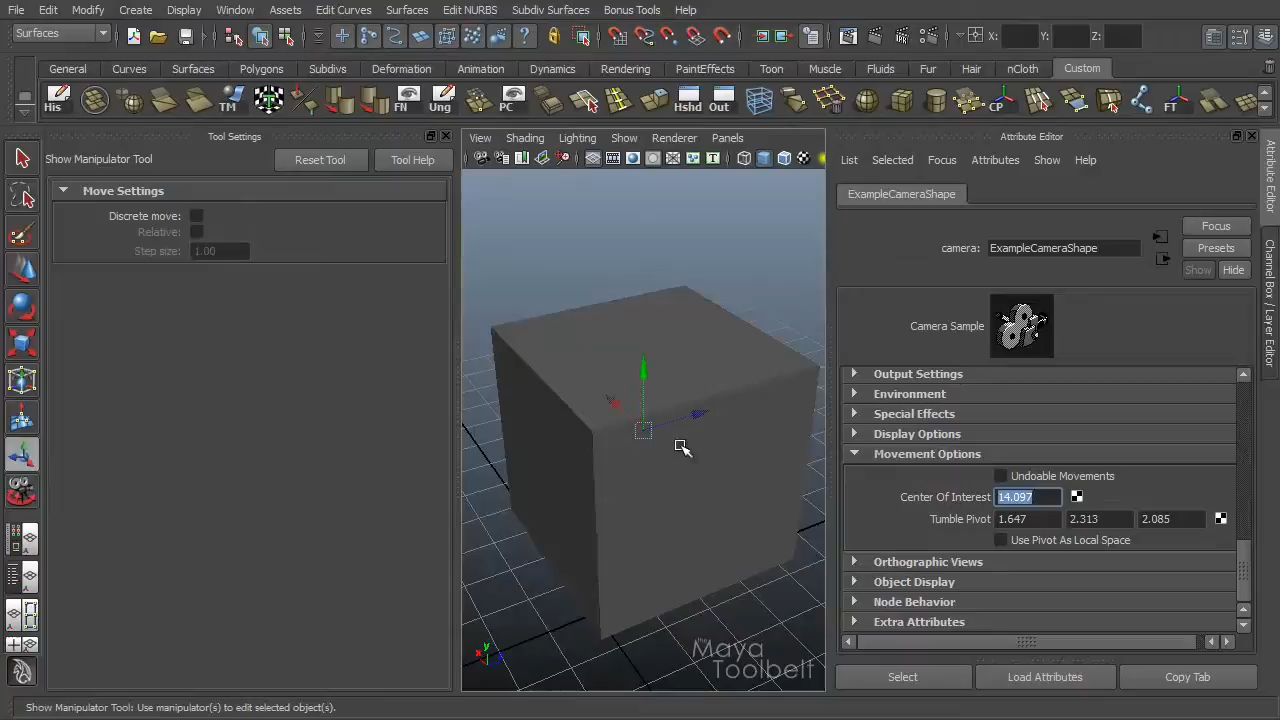 File Edit Modify Create Display Window Assets Edit Curves Surfaces Edit NURBS Subdiv Surfaces Bonus Tools Help
Surfaces X: Y: Z:
General Curves Surfaces Polygons Subdivs Deformation Animation Dynamics Rendering PaintEffects Toon Muscle Fluids Fur Hair nCloth Custom
His TM FN Ung PC Hshd Out CP FT
Tool Settings
Show Manipulator Tool Reset Tool Tool Help
Move Settings
Discrete move:
Relative:
Step size: 1.00
View Shading Lighting Show Renderer Panels
y
x
the Maya
Toolbelt
Attribute Editor
List Selected Focus Attributes Show Help
ExampleCameraShape
camera: ExampleCameraShape
Focus
Presets
Show Hide
Camera Sample
Output Settings
Environment
Special Effects
Display Options
Movement Options
Undoable Movements
Center Of Interest 14.097
Tumble Pivot 1.647 2.313 2.085
Use Pivot As Local Space
Orthographic Views
Object Display
Node Behavior
Extra Attributes
Select Load Attributes Copy Tab
Attribute Editor
Channel Box / Layer Editor
Show Manipulator Tool: Use manipulator(s) to edit selected object(s).